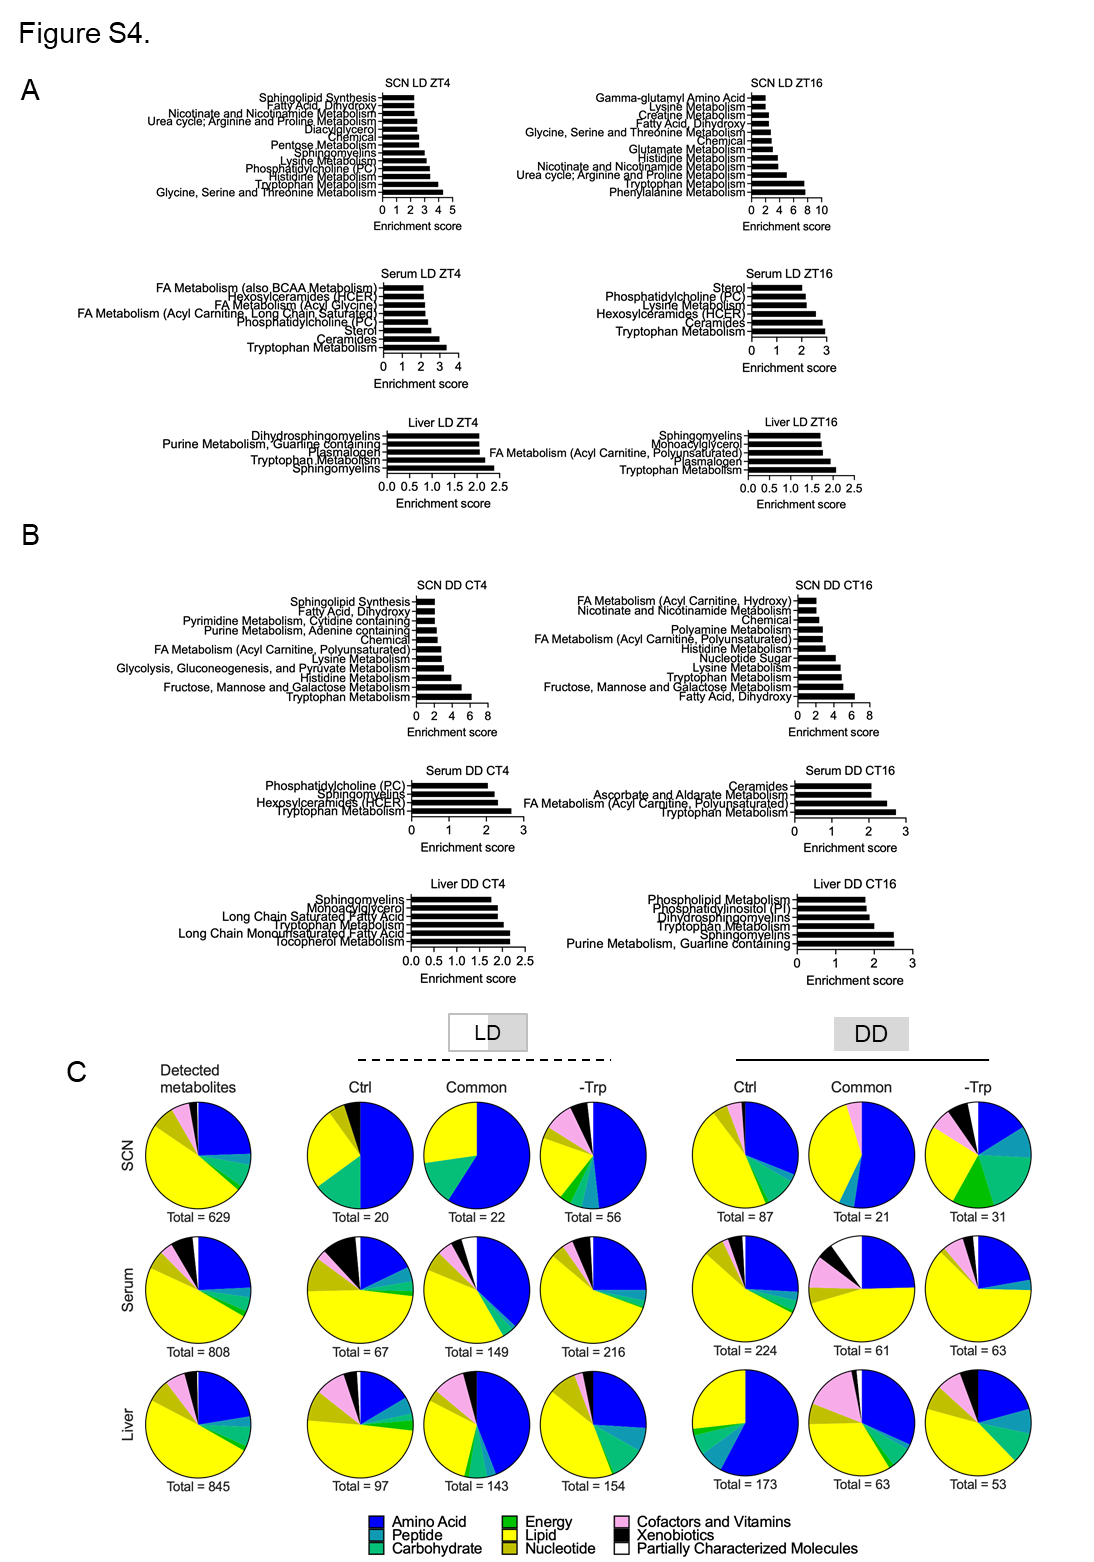 Figure S4.
A
SCN LD ZT4
Sphingolipid Synthesis
Fatty Acid, Dihydroxy
Nicotinate and Nicotinamide Metabolism
Urea cycle; Arginine and Proline Metabolism
Diacylglycerol
Chemical
Pentose Metabolism
Sphingomyelins
Lysine Metabolism
Phosphatidylcholine (PC)
Histidine Metabolism
Tryptophan Metabolism
Glycine, Serine and Threonine Metabolism
0 1 2 3 4 5
Enrichment score
SCN LD ZT16
Gamma-glutamyl Amino Acid
Lysine Metabolism
Creatine Metabolism
Fatty Acid, Dihydroxy
Glycine, Serine and Threonine Metabolism
Chemical
Glutamate Metabolism
Histidine Metabolism
Nicotinate and Nicotinamide Metabolism
Urea cycle; Arginine and Proline Metabolism
Tryptophan Metabolism
Phenylalanine Metabolism
0 2 4 6 8 10
Enrichment score
Serum LD ZT4
FA Metabolism (also BCAA Metabolism)
Hexosylceramides (HCER)
FA Metabolism (Acyl Glycine)
FA Metabolism (Acyl Carnitine, Long Chain Saturated)
Phosphatidylcholine (PC)
Sterol
Ceramides
Tryptophan Metabolism
0 1 2 3 4
Enrichment score
Serum LD ZT16
Sterol
Phosphatidylcholine (PC)
Lysine Metabolism
Hexosylceramides (HCER)
Ceramides
Tryptophan Metabolism
0 1 2 3
Enrichment score
Liver LD ZT4
Dihydrosphingomyelins
Purine Metabolism, Guanine containing
Plasmalogen
Tryptophan Metabolism
Sphingomyelins
0.0 0.5 1.0 1.5 2.0 2.5
Enrichment score
Liver LD ZT16
Sphingomyelins
Monoacylglycerol
FA Metabolism (Acyl Carnitine, Polyunsaturated)
Plasmalogen
Tryptophan Metabolism
0.0 0.5 1.0 1.5 2.0 2.5
Enrichment score
B
SCN DD CT4
Sphingolipid Synthesis
Fatty Acid, Dihydroxy
Pyrimidine Metabolism, Cytidine containing
Purine Metabolism, Adenine containing
Chemical
FA Metabolism (Acyl Carnitine, Polyunsaturated)
Lysine Metabolism
Glycolysis, Gluconeogenesis, and Pyruvate Metabolism
Histidine Metabolism
Fructose, Mannose and Galactose Metabolism
Tryptophan Metabolism
0 2 4 6 8
Enrichment score
SCN DD CT16
FA Metabolism (Acyl Carnitine, Hydroxy)
Nicotinate and Nicotinamide Metabolism
Chemical
Polyamine Metabolism
FA Metabolism (Acyl Carnitine, Polyunsaturated)
Histidine Metabolism
Nucleotide Sugar
Lysine Metabolism
Tryptophan Metabolism
Fructose, Mannose and Galactose Metabolism
Fatty Acid, Dihydroxy
0 2 4 6 8
Enrichment score
Serum DD CT4
Phosphatidylcholine (PC)
Sphingomyelins
Hexosylceramides (HCER)
Tryptophan Metabolism
0 1 2 3
Enrichment score
Serum DD CT16
Ceramides
Ascorbate and Aldarate Metabolism
FA Metabolism (Acyl Carnitine, Polyunsaturated)
Tryptophan Metabolism
0 1 2 3
Enrichment score
Liver DD CT4
Sphingomyelins
Monoacylglycerol
Long Chain Saturated Fatty Acid
Tryptophan Metabolism
Long Chain Monounsaturated Fatty Acid
Tocopherol Metabolism
0.0 0.5 1.0 1.5 2.0 2.5
Enrichment score
Liver DD CT16
Phospholipid Metabolism
Phosphatidylinositol (PI)
Dihydrosphingomyelins
Tryptophan Metabolism
Sphingomyelins
Purine Metabolism, Guanine containing
0 1 2 3
Enrichment score
C
LD DD
Detected
metabolites
Ctrl Common -Trp Ctrl Common -Trp
SCN
Total = 629 Total = 20 Total = 22 Total = 56 Total = 87 Total = 21 Total = 31
Serum
Total = 808 Total = 67 Total = 149 Total = 216 Total = 224 Total = 61 Total = 63
Liver
Total = 845 Total = 97 Total = 143 Total = 154 Total = 173 Total = 63 Total = 53
Amino Acid Energy Cofactors and Vitamins
Peptide Lipid Xenobiotics
Carbohydrate Nucleotide Partially Characterized Molecules